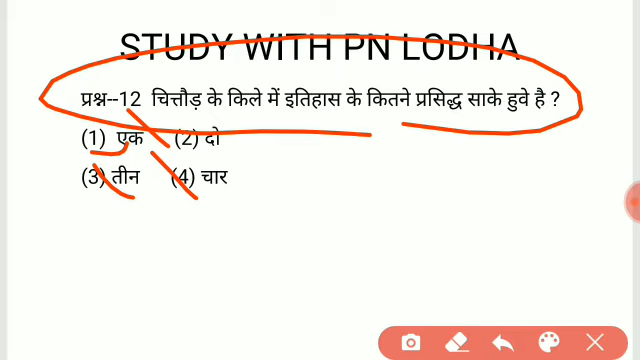 STUDY WITH PN LODHA
प्रश्न--12 चित्तौड़ के किले में इतिहास के कितने प्रसिद्ध साके हुवे है ?
(1) एक (2) दो
(3) तीन (4) चार